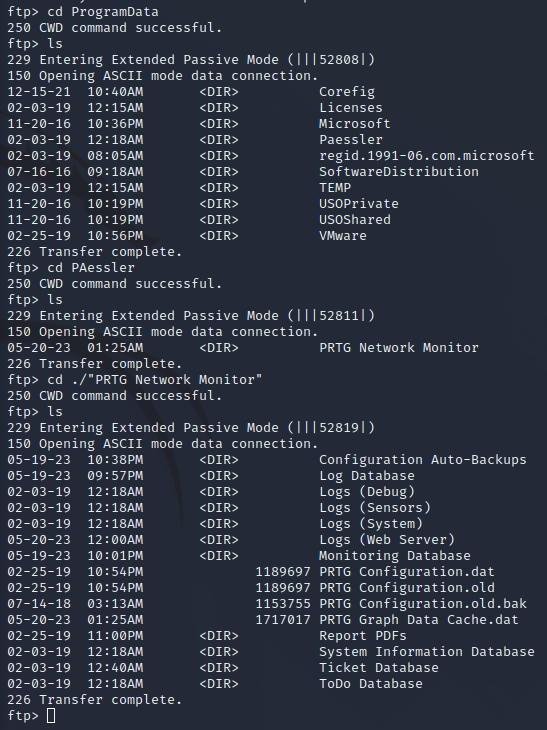 ftp> cd ProgramData
250 CWD command successful.
ftp> ls
229 Entering Extended Passive Mode (|||52808|)
150 Opening ASCII mode data connection.
12-15-21  10:40AM       <DIR>          Corefig
02-03-19  12:15AM       <DIR>          Licenses
11-20-16  10:36PM       <DIR>          Microsoft
02-03-19  12:18AM       <DIR>          Paessler
02-03-19  08:05AM       <DIR>          regid.1991-06.com.microsoft
07-16-16  09:18AM       <DIR>          SoftwareDistribution
02-03-19  12:15AM       <DIR>          TEMP
11-20-16  10:19PM       <DIR>          USOPrivate
11-20-16  10:19PM       <DIR>          USOShared
02-25-19  10:56PM       <DIR>          VMware
226 Transfer complete.
ftp> cd PAessler
250 CWD command successful.
ftp> ls
229 Entering Extended Passive Mode (|||52811|)
150 Opening ASCII mode data connection.
05-20-23  01:25AM       <DIR>          PRTG Network Monitor
226 Transfer complete.
ftp> cd ./"PRTG Network Monitor"
250 CWD command successful.
ftp> ls
229 Entering Extended Passive Mode (|||52819|)
150 Opening ASCII mode data connection.
05-19-23  10:38PM       <DIR>          Configuration Auto-Backups
05-19-23  09:57PM       <DIR>          Log Database
02-03-19  12:18AM       <DIR>          Logs (Debug)
02-03-19  12:18AM       <DIR>          Logs (Sensors)
02-03-19  12:18AM       <DIR>          Logs (System)
05-20-23  12:00AM       <DIR>          Logs (Web Server)
05-19-23  10:01PM       <DIR>          Monitoring Database
02-25-19  10:54PM              1189697 PRTG Configuration.dat
02-25-19  10:54PM              1189697 PRTG Configuration.old
07-14-18  03:13AM              1153755 PRTG Configuration.old.bak
05-20-23  01:25AM              1717017 PRTG Graph Data Cache.dat
02-25-19  11:00PM       <DIR>          Report PDFs
02-03-19  12:18AM       <DIR>          System Information Database
02-03-19  12:40AM       <DIR>          Ticket Database
02-03-19  12:18AM       <DIR>          ToDo Database
226 Transfer complete.
ftp>